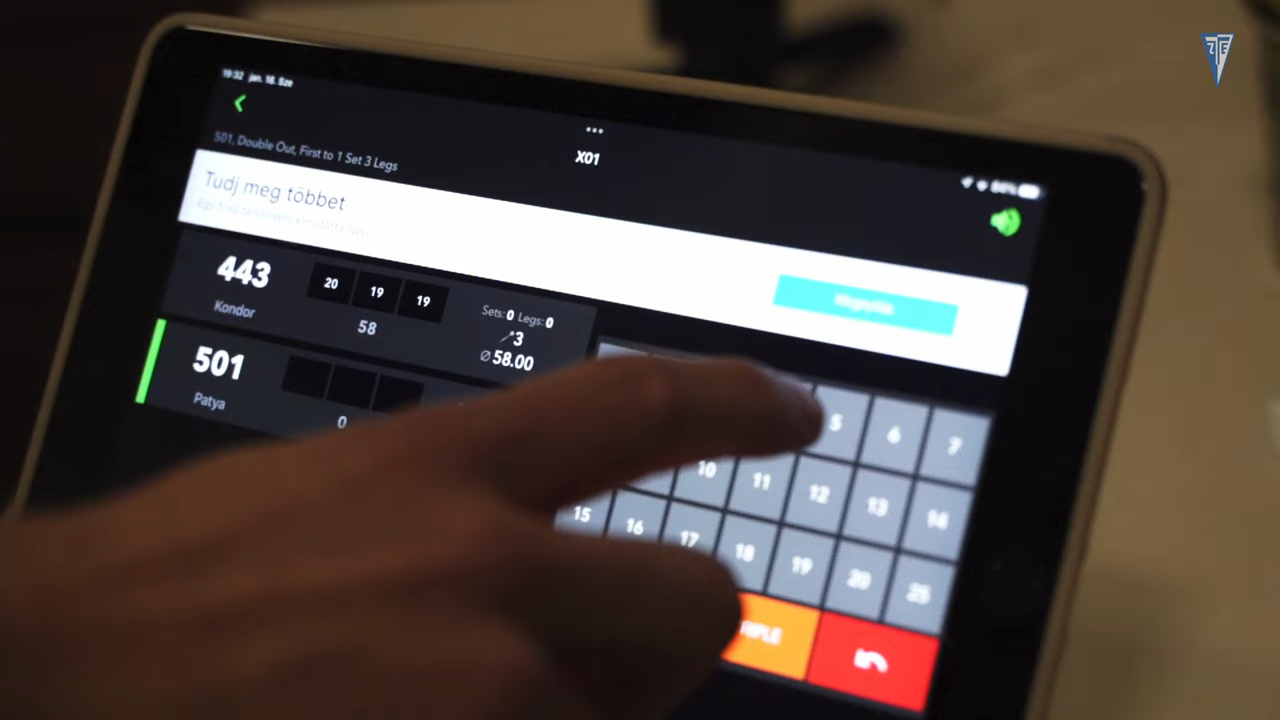 19:32 jan. 18. Sze
84%
X01
501, Double Out, First to 1 Set 3 Legs
Tudj meg többet
443
20 19 19
58
Kondor
Sets: 0 Legs: 0
3
Ø 58.00
501
Patya
0
5 6 7
10 11 12 13 14
15 16 17 18 19 20 25